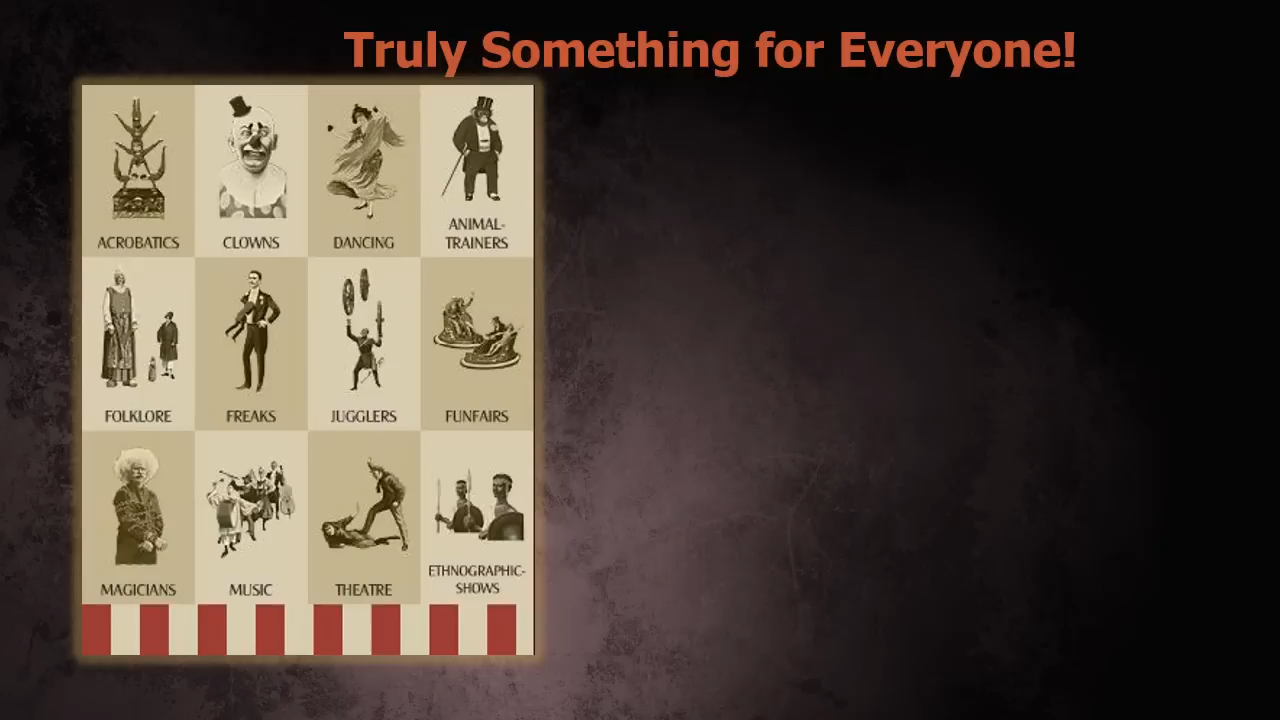 Truly Something for Everyone!
ACROBATICS
CLOWNS
DANCING
ANIMAL-
TRAINERS
FOLKLORE
FREAKS
JUGGLERS
FUNFAIRS
MAGICIANS
MUSIC
THEATRE
ETHNOGRAPHIC-
SHOWS